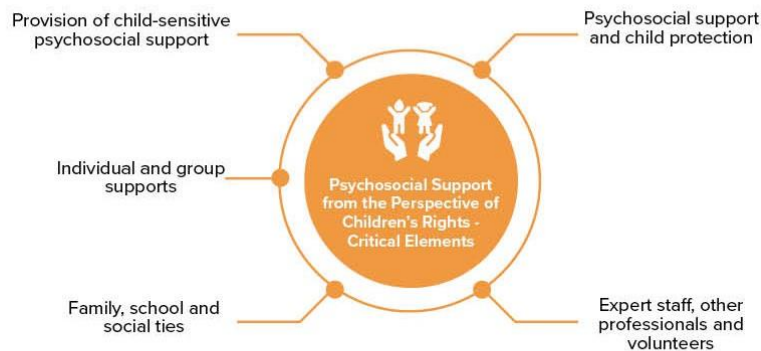 Provision of child-sensitive
psychosocial support
Psychosocial support
and child protection
Individual and group
supports
Psychosocial Support
from the Perspective of
Children's Rights -
Critical Elements
Family, school and
social ties
Expert staff, other
professionals and
volunteers